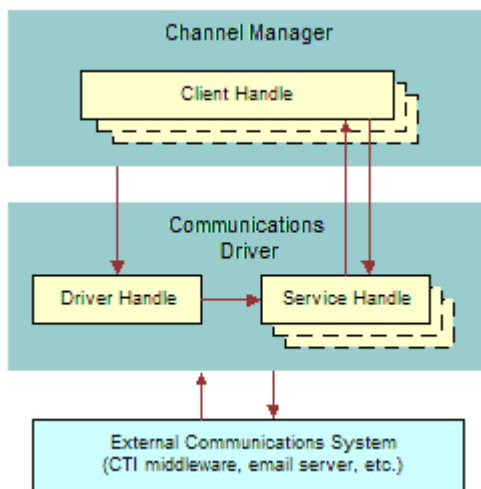 Channel Manager
Client Handle
Communications
Driver
Driver Handle
Service Handle
External Communications System
(CTI middleware, email server, etc.)